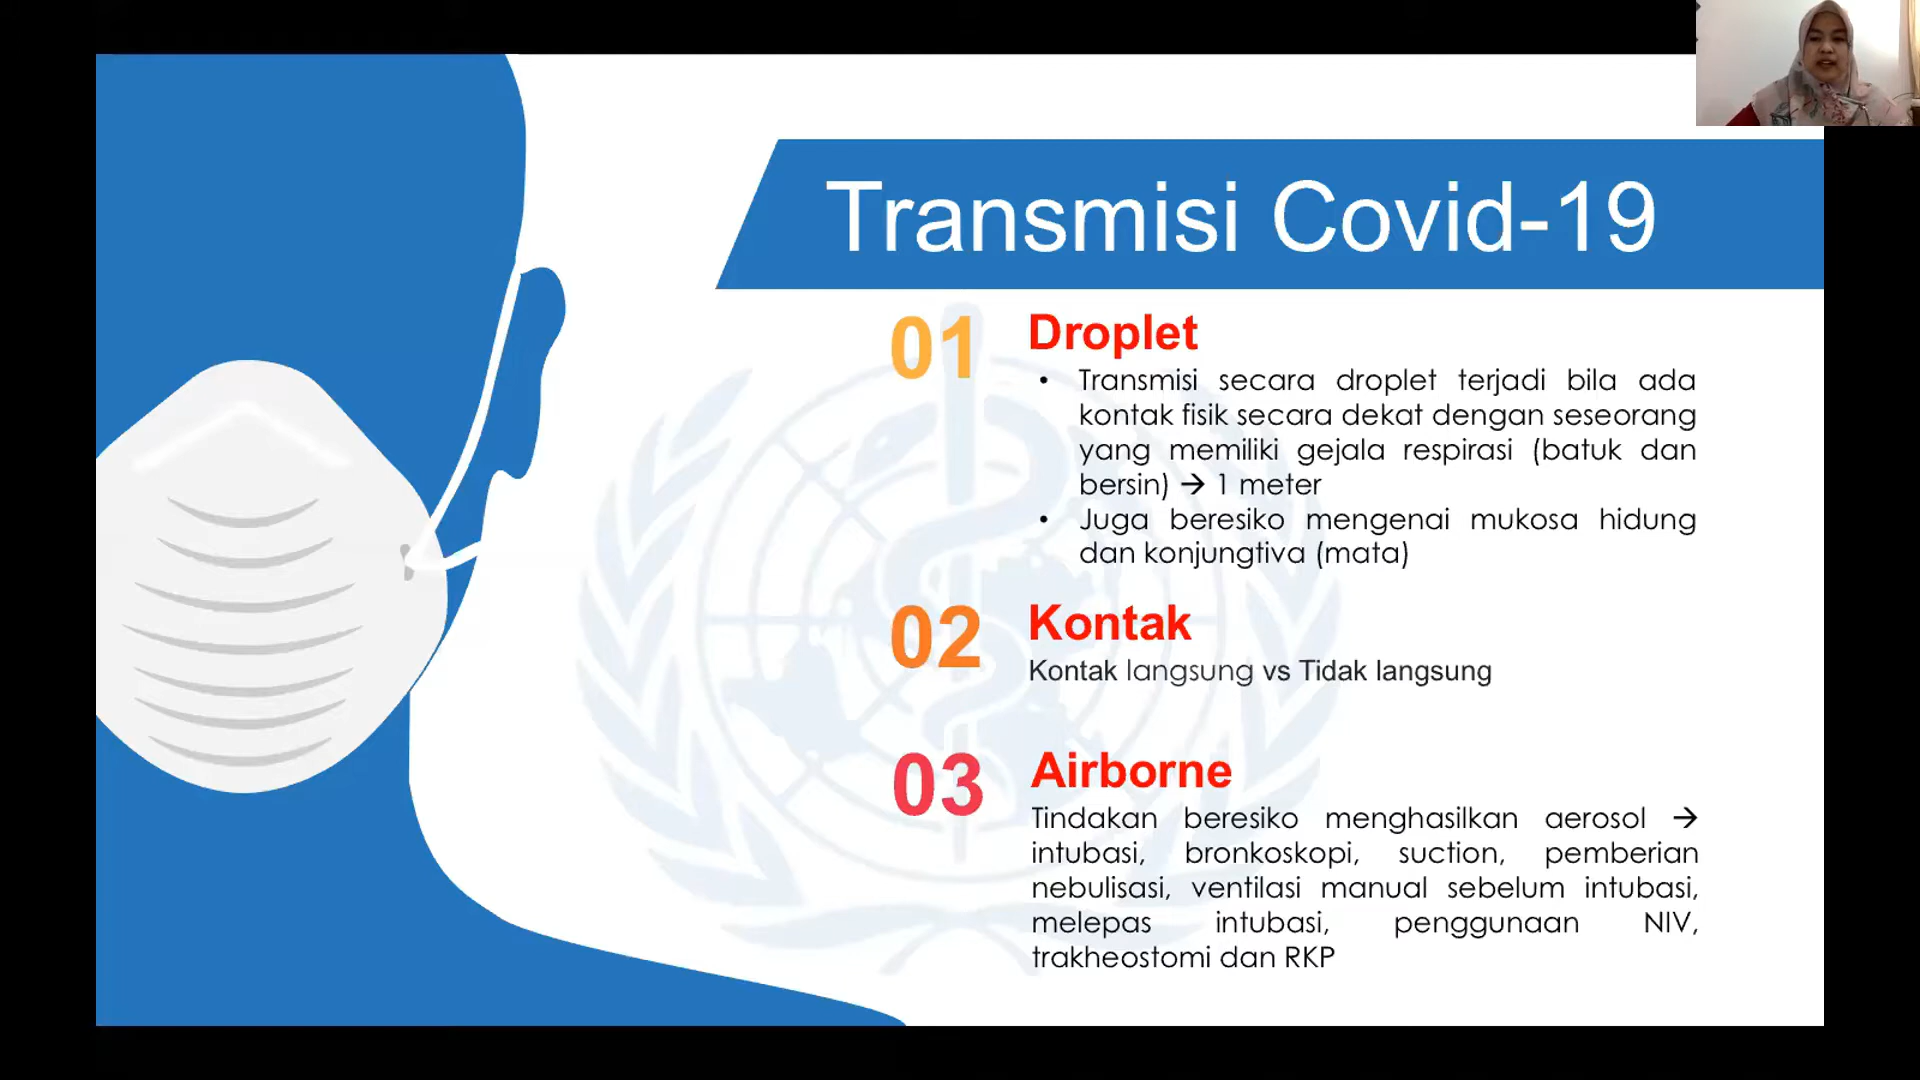 Transmisi Covid-19
01 Droplet
• Transmisi secara droplet terjadi bila ada
kontak fisik secara dekat dengan seseorang
yang memiliki gejala respirasi (batuk dan
bersin) → 1 meter
• Juga beresiko mengenai mukosa hidung
dan konjungtiva (mata)
02 Kontak
Kontak langsung vs Tidak langsung
03 Airborne
Tindakan beresiko menghasilkan aerosol →
intubasi, bronkoskopi, suction, pemberian
nebulisasi, ventilasi manual sebelum intubasi,
melepas intubasi, penggunaan NIV,
trakheostomi dan RKP